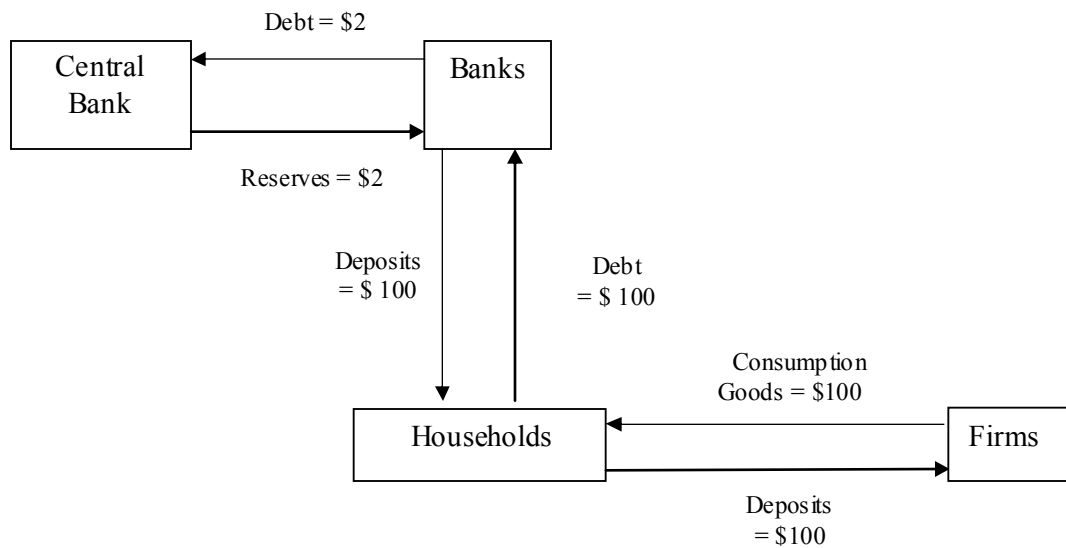 Debt = $2
Central
Bank
Banks
Reserves = $2
Deposits
= $ 100
Debt
= $ 100
Consumption
Goods = $100
Households
Firms
Deposits
= $100